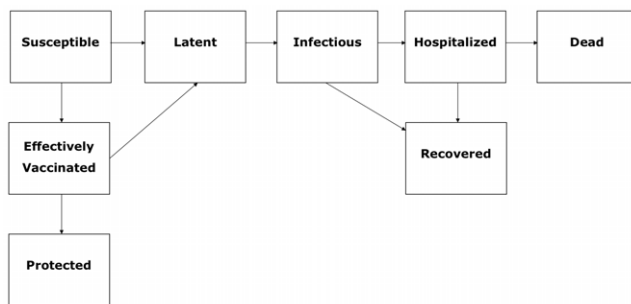 Susceptible
Latent
Infectious
Hospitalized
Dead
Effectively
Vaccinated
Recovered
Protected